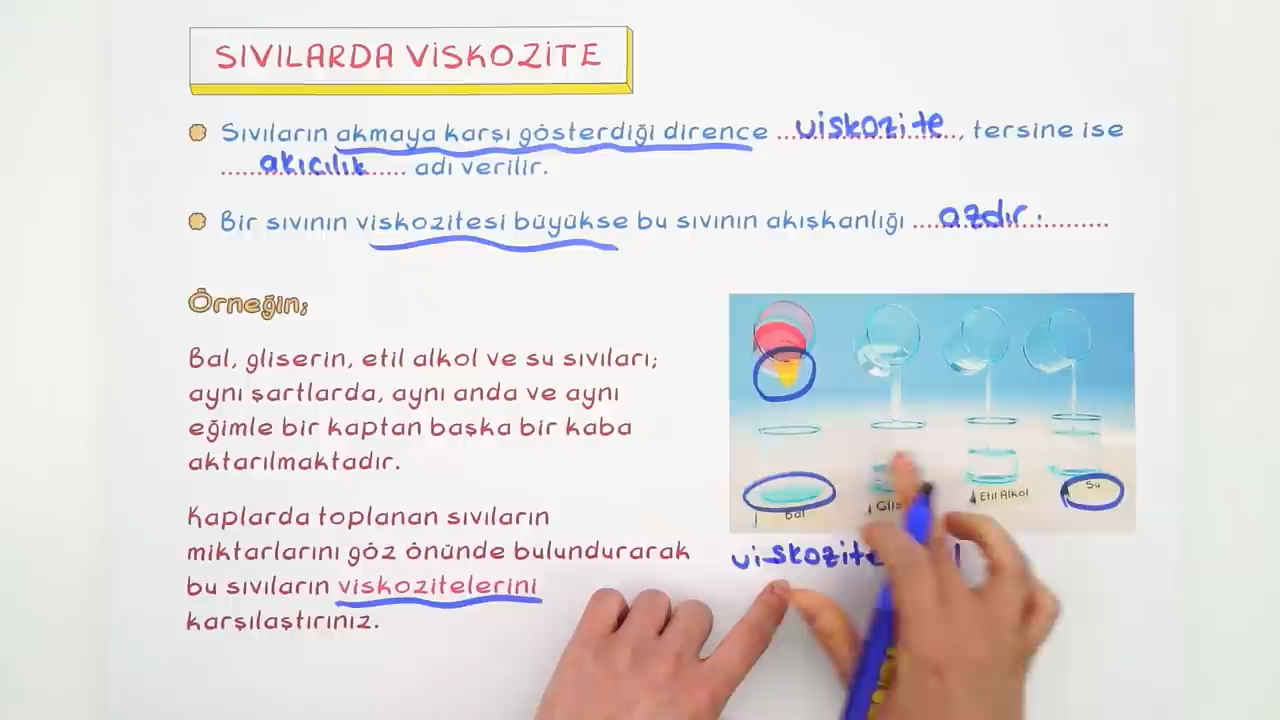 SIVILARDA VİSKOZİTE
Sıvıların akmaya karşı gösterdiği dirence viskozite, tersine ise
akıcılık adı verilir.
Bir sıvının viskozitesi büyükse bu sıvının akışkanlığı azdır.
Örneğin;
Bal, gliserin, etil alkol ve su sıvıları;
aynı şartlarda, aynı anda ve aynı
eğimle bir kaptan başka bir kaba
aktarılmaktadır.
Kaplarda toplanan sıvıların
miktarlarını göz önünde bulundurarak
bu sıvıların viskozitelerini
karşılaştırınız.
Bal
Etil Alkol
Su